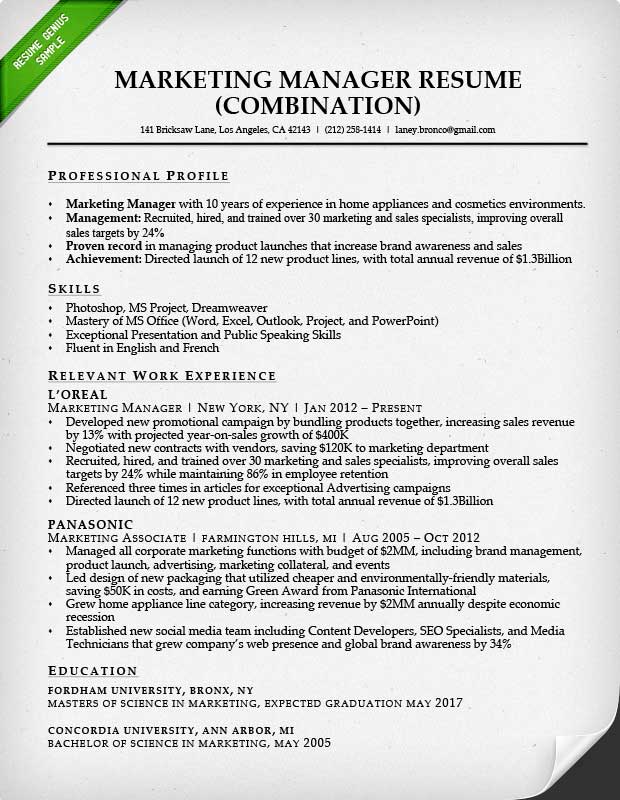 RESUME GENIUS
SAMPLE
MARKETING MANAGER RESUME
(COMBINATION)
141 Bricksaw Lane, Los Angeles, CA 42143 | (212) 258-1414 | laney.bronco@gmail.com
PROFESSIONAL PROFILE
⬧ Marketing Manager with 10 years of experience in home appliances and cosmetics environments.
⬧ Management: Recruited, hired, and trained over 30 marketing and sales specialists, improving overall
sales targets by 24%
⬧ Proven record in managing product launches that increase brand awareness and sales
⬧ Achievement: Directed launch of 12 new product lines, with total annual revenue of $1.3Billion
SKILLS
⬧ Photoshop, MS Project, Dreamweaver
⬧ Mastery of MS Office (Word, Excel, Outlook, Project, and PowerPoint)
⬧ Exceptional Presentation and Public Speaking Skills
⬧ Fluent in English and French
RELEVANT WORK EXPERIENCE
L'OREAL
MARKETING MANAGER | NEW YORK, NY | JAN 2012 – PRESENT
⬧ Developed new promotional campaign by bundling products together, increasing sales revenue
by 13% with projected year-on-sales growth of $400K
⬧ Negotiated new contracts with vendors, saving $120K to marketing department
⬧ Recruited, hired, and trained over 30 marketing and sales specialists, improving overall sales
targets by 24% while maintaining 86% in employee retention
⬧ Referenced three times in articles for exceptional Advertising campaigns
⬧ Directed launch of 12 new product lines, with total annual revenue of $1.3Billion
PANASONIC
MARKETING ASSOCIATE | FARMINGTON HILLS, MI | AUG 2005 – OCT 2012
⬧ Managed all corporate marketing functions with budget of $2MM, including brand management,
product launch, advertising, marketing collateral, and events
⬧ Led design of new packaging that utilized cheaper and environmentally-friendly materials,
saving $50K in costs, and earning Green Award from Panasonic International
⬧ Grew home appliance line category, increasing revenue by $2MM annually despite economic
recession
⬧ Established new social media team including Content Developers, SEO Specialists, and Media
Technicians that grew company's web presence and global brand awareness by 34%
EDUCATION
FORDHAM UNIVERSITY, BRONX, NY
MASTERS OF SCIENCE IN MARKETING, EXPECTED GRADUATION MAY 2017
CONCORDIA UNIVERSITY, ANN ARBOR, MI
BACHELOR OF SCIENCE IN MARKETING, MAY 2005